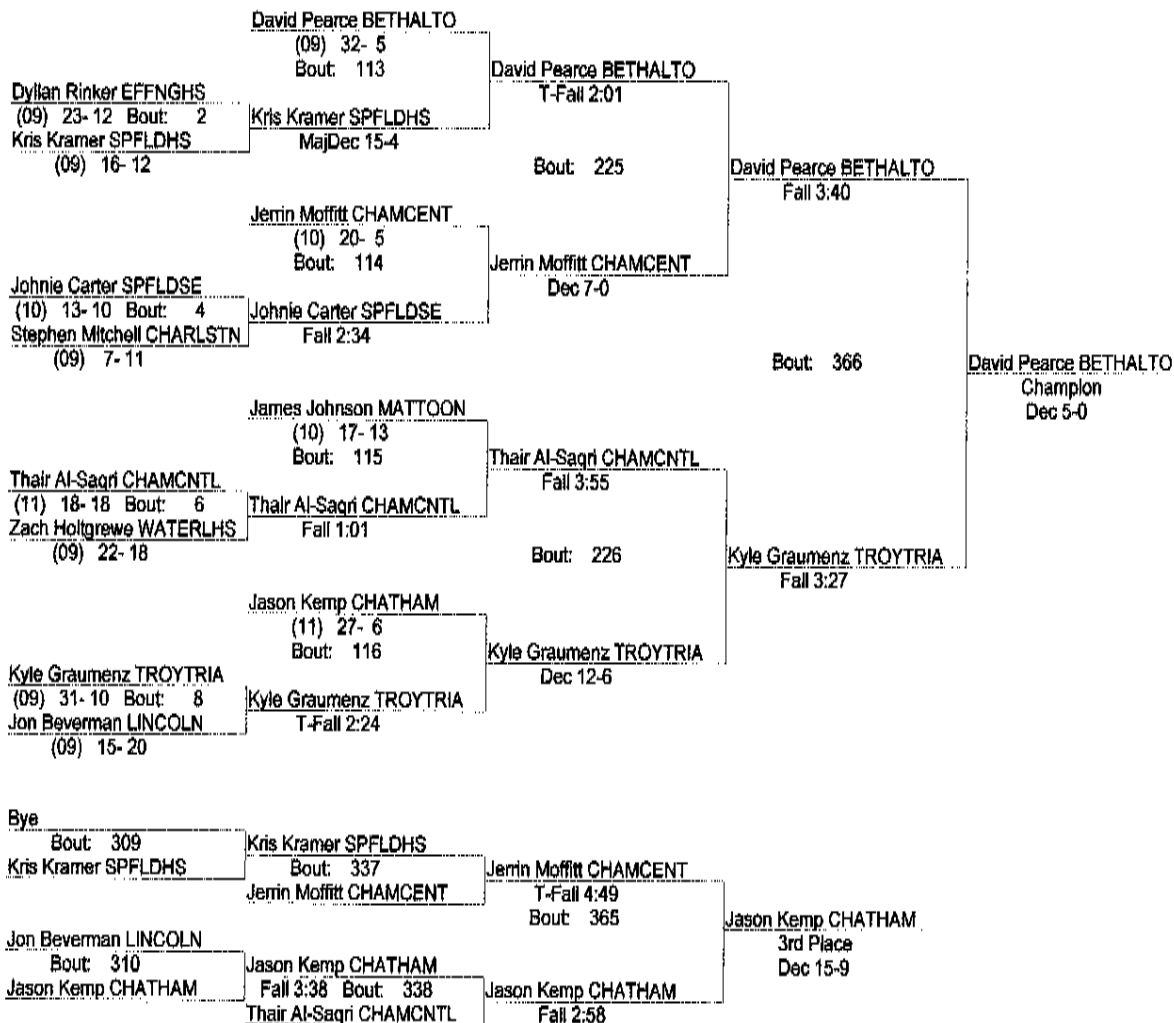 David Pearce BETHALTO
(09) 32- 5
Bout: 113
David Pearce BETHALTO
T-Fall 2:01
Dyllan Rinker EFFNGHS
(09) 23- 12 Bout: 2
Kris Kramer SPFLDHS
(09) 16- 12
Kris Kramer SPFLDHS
MajDec 15-4
Bout: 225
David Pearce BETHALTO
Fall 3:40
Jerrin Moffitt CHAMCENT
(10) 20- 5
Bout: 114
Jerrin Moffitt CHAMCENT
Dec 7-0
Johnie Carter SPFLDSE
(10) 13- 10 Bout: 4
Stephen Mitchell CHARLSTN
(09) 7- 11
Johnie Carter SPFLDSE
Fall 2:34
Bout: 366
David Pearce BETHALTO
Champion
Dec 5-0
James Johnson MATTOON
(10) 17- 13
Bout: 115
Thair Al-Saqri CHAMCNTL
Fall 3:55
Thair Al-Saqri CHAMCNTL
(11) 18- 18 Bout: 6
Zach Holtgrewe WATERLHS
(09) 22- 18
Thair Al-Saqri CHAMCNTL
Fall 1:01
Bout: 226
Kyle Graumenz TROYTRIA
Fall 3:27
Jason Kemp CHATHAM
(11) 27- 6
Bout: 116
Kyle Graumenz TROYTRIA
Dec 12-6
Kyle Graumenz TROYTRIA
(09) 31- 10 Bout: 8
Jon Beverman LINCOLN
(09) 15- 20
Kyle Graumenz TROYTRIA
T-Fall 2:24
Bye
Bout: 309
Kris Kramer SPFLDHS
Kris Kramer SPFLDHS
Bout: 337
Jerrin Moffitt CHAMCENT
Jerrin Moffitt CHAMCENT
T-Fall 4:49
Bout: 365
Jason Kemp CHATHAM
3rd Place
Dec 15-9
Jon Beverman LINCOLN
Bout: 310
Jason Kemp CHATHAM
Jason Kemp CHATHAM
Fall 3:38 Bout: 338
Thair Al-Saqri CHAMCNTL
Jason Kemp CHATHAM
Fall 2:58